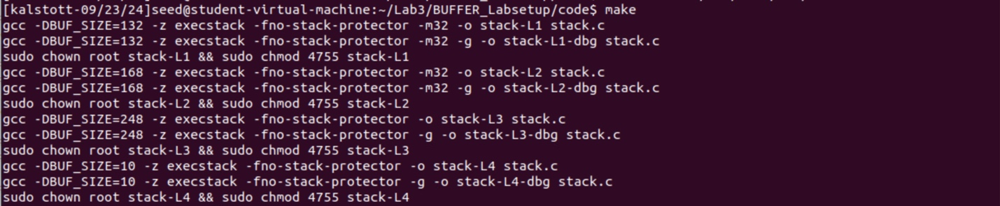 [kalstott-09/23/24]seed@student-virtual-machine:~/Lab3/BUFFER_Labsetup/code$ make
gcc -DBUF_SIZE=132 -z execstack -fno-stack-protector -m32 -o stack-L1 stack.c
gcc -DBUF_SIZE=132 -z execstack -fno-stack-protector -m32 -g -o stack-L1-dbg stack.c
sudo chown root stack-L1 && sudo chmod 4755 stack-L1
gcc -DBUF_SIZE=168 -z execstack -fno-stack-protector -m32 -o stack-L2 stack.c
gcc -DBUF_SIZE=168 -z execstack -fno-stack-protector -m32 -g -o stack-L2-dbg stack.c
sudo chown root stack-L2 && sudo chmod 4755 stack-L2
gcc -DBUF_SIZE=248 -z execstack -fno-stack-protector -o stack-L3 stack.c
gcc -DBUF_SIZE=248 -z execstack -fno-stack-protector -g -o stack-L3-dbg stack.c
sudo chown root stack-L3 && sudo chmod 4755 stack-L3
gcc -DBUF_SIZE=10 -z execstack -fno-stack-protector -o stack-L4 stack.c
gcc -DBUF_SIZE=10 -z execstack -fno-stack-protector -g -o stack-L4-dbg stack.c
sudo chown root stack-L4 && sudo chmod 4755 stack-L4